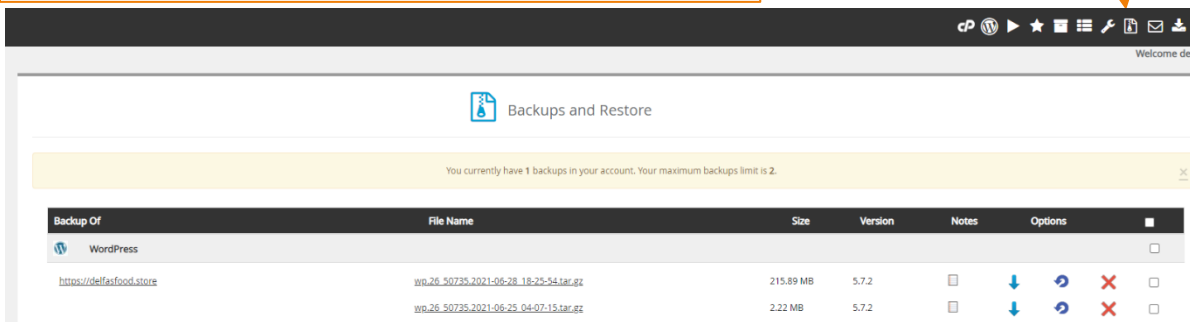 Welcome de
Backups and Restore
You currently have 1 backups in your account. Your maximum backups limit is 2.
Backup Of File Name Size Version Notes Options
WordPress
https://delfasfood.store wp.26_50735.2021-06-28_18-25-54.tar.gz 215.89 MB 5.7.2
wp.26_50735.2021-06-25_04-07-15.tar.gz 2.22 MB 5.7.2